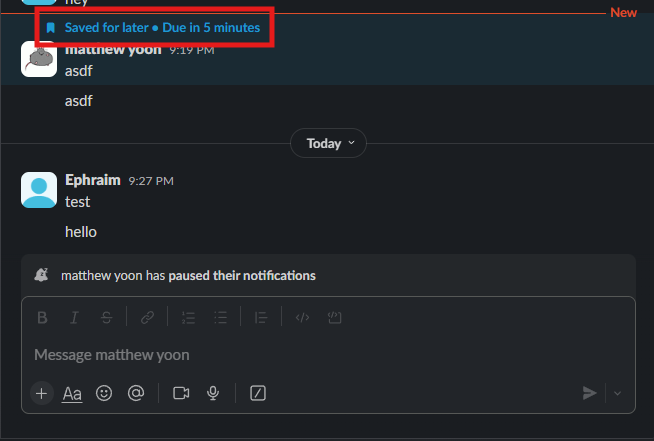 hey
New
Saved for later • Due in 5 minutes
matthew yoon 9:19 PM
asdf
asdf
Today
Ephraim 9:27 PM
test
hello
matthew yoon has paused their notifications
B I S
Message matthew yoon
Aa